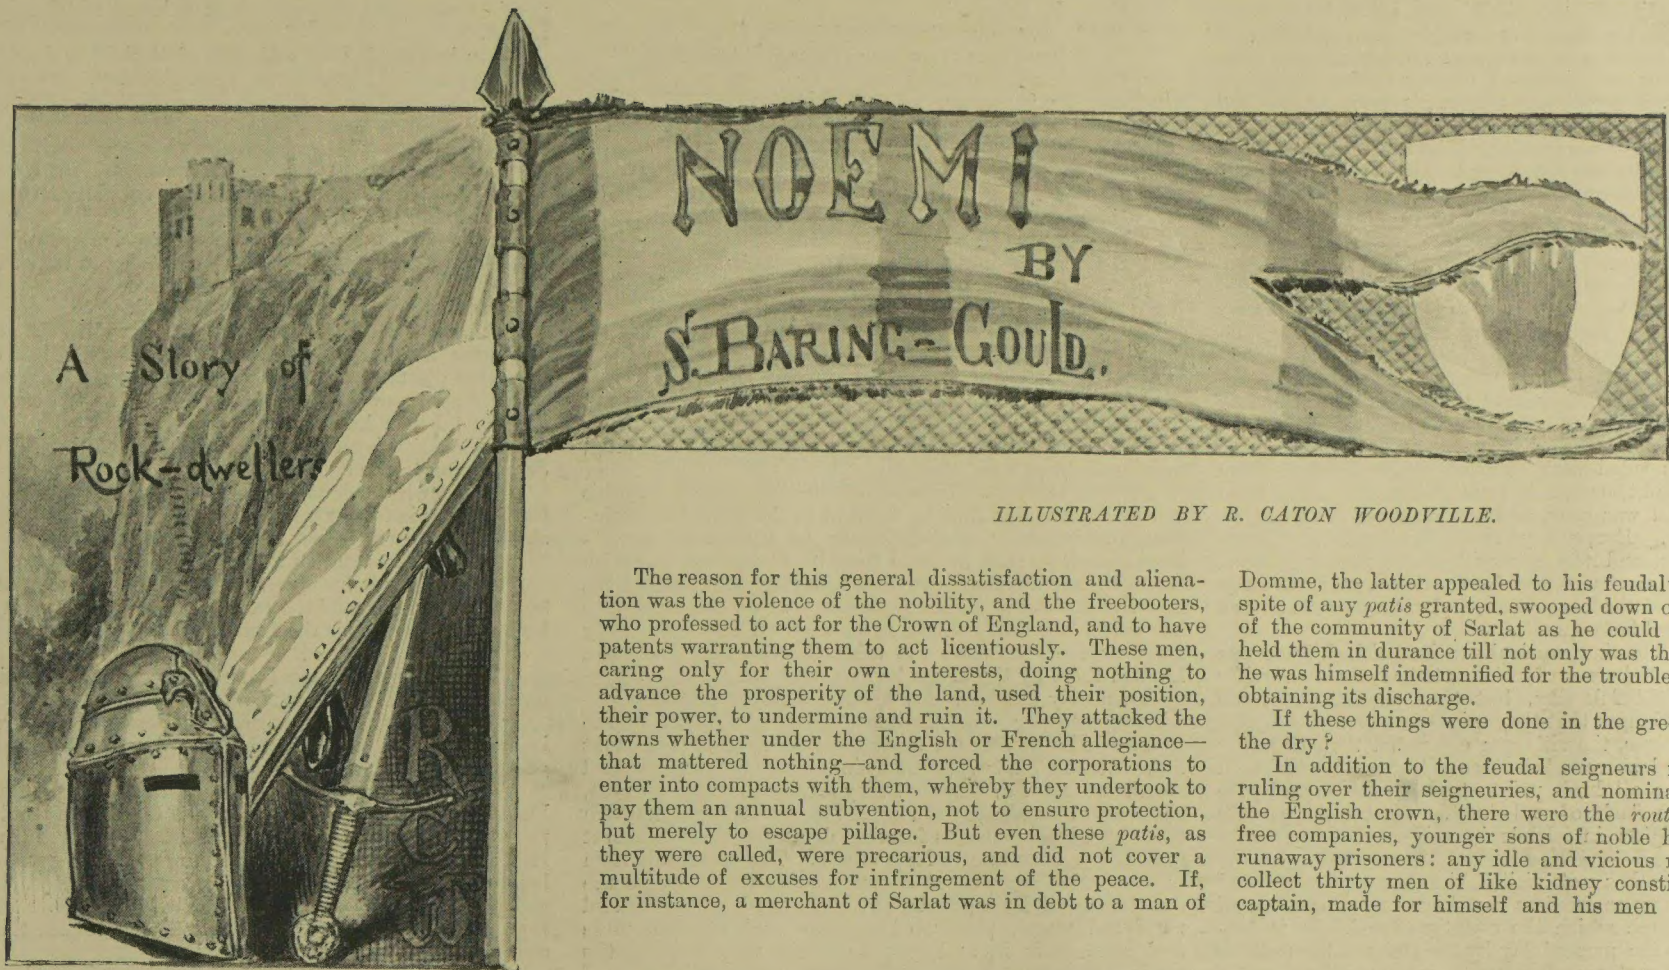 NOÉMI
BY
S. BARING-GOULD.
A Story of
Rock-dwellers
ILLUSTRATED BY R. CATON WOODVILLE.
The reason for this general dissatisfaction and aliena-
tion was the violence of the nobility, and the freebooters,
who professed to act for the Crown of England, and to have
patents warranting them to act licentiously. These men,
caring only for their own interests, doing nothing to
advance the prosperity of the land, used their position,
their power, to undermine and ruin it. They attacked the
towns whether under the English or French allegiance—
that mattered nothing—and forced the corporations to
enter into compacts with them, whereby they undertook to
pay them an annual subvention, not to ensure protection,
but merely to escape pillage. But even these patis, as
they were called, were precarious, and did not cover a
multitude of excuses for infringement of the peace. If,
for instance, a merchant of Sarlat was in debt to a man of
Domme, the latter appealed to his feudal
spite of any patis granted, swooped down
of the community of Sarlat as he could
held them in durance till not only was
he was himself indemnified for the trouble
obtaining its discharge.
If these things were done in the
the dry?
In addition to the feudal seigneurs
ruling over their seigneuries, and
the English crown, there were the
free companies, younger sons of noble
runaway prisoners: any idle and vicious
collect thirty men of like kidney
captain, made for himself and his men
RCW